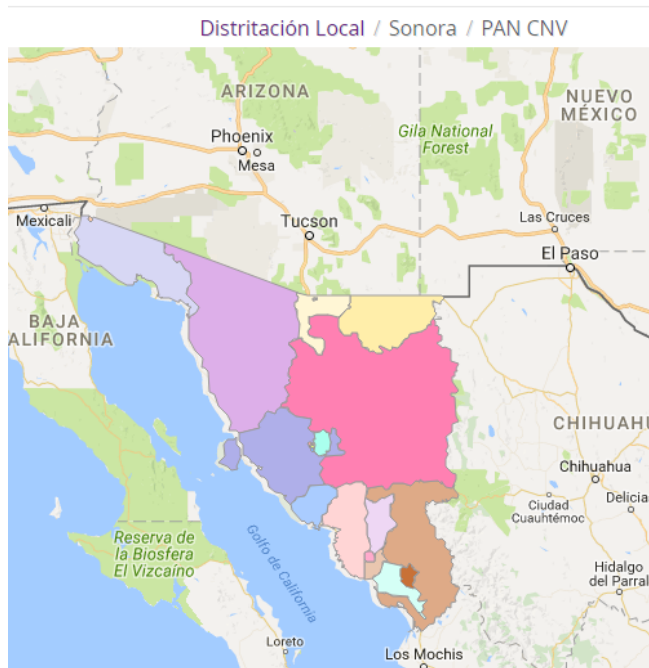 Distritación Local / Sonora / PAN CNV
ARIZONA
NUEVO
MÉXICO
Phoenix
Mesa
Gila National
Forest
Mexicali
Tucson
Las Cruces
El Paso
BAJA
ALIFORNIA
CHIHUAHU
Chihuahua
Delicia
Ciudad
Cuauhtémoc
Reserva de
la Biosfera
El Vizcaíno
Golfo de California
Hidalgo
del Parral
Loreto
Los Mochis